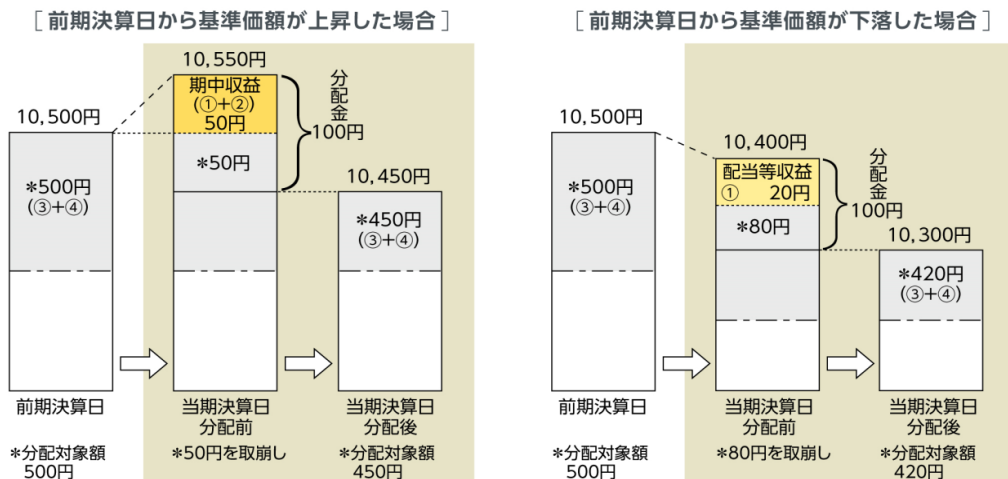 [前期決算日から基準価額が上昇した場合]
10,550円
期中収益
(①+②)
50円
分配金
100円
10,500円
*500円
(③+④)
*50円
10,450円
*450円
(③+④)
前期決算日
当期決算日
分配前
当期決算日
分配後
*分配対象額
500円
*50円を取崩し
*分配対象額
450円
[前期決算日から基準価額が下落した場合]
10,500円
*500円
(③+④)
10,400円
配当等収益
① 20円
*80円
分配金
100円
10,300円
*420円
(③+④)
前期決算日
当期決算日
分配前
当期決算日
分配後
*分配対象額
500円
*80円を取崩し
*分配対象額
420円